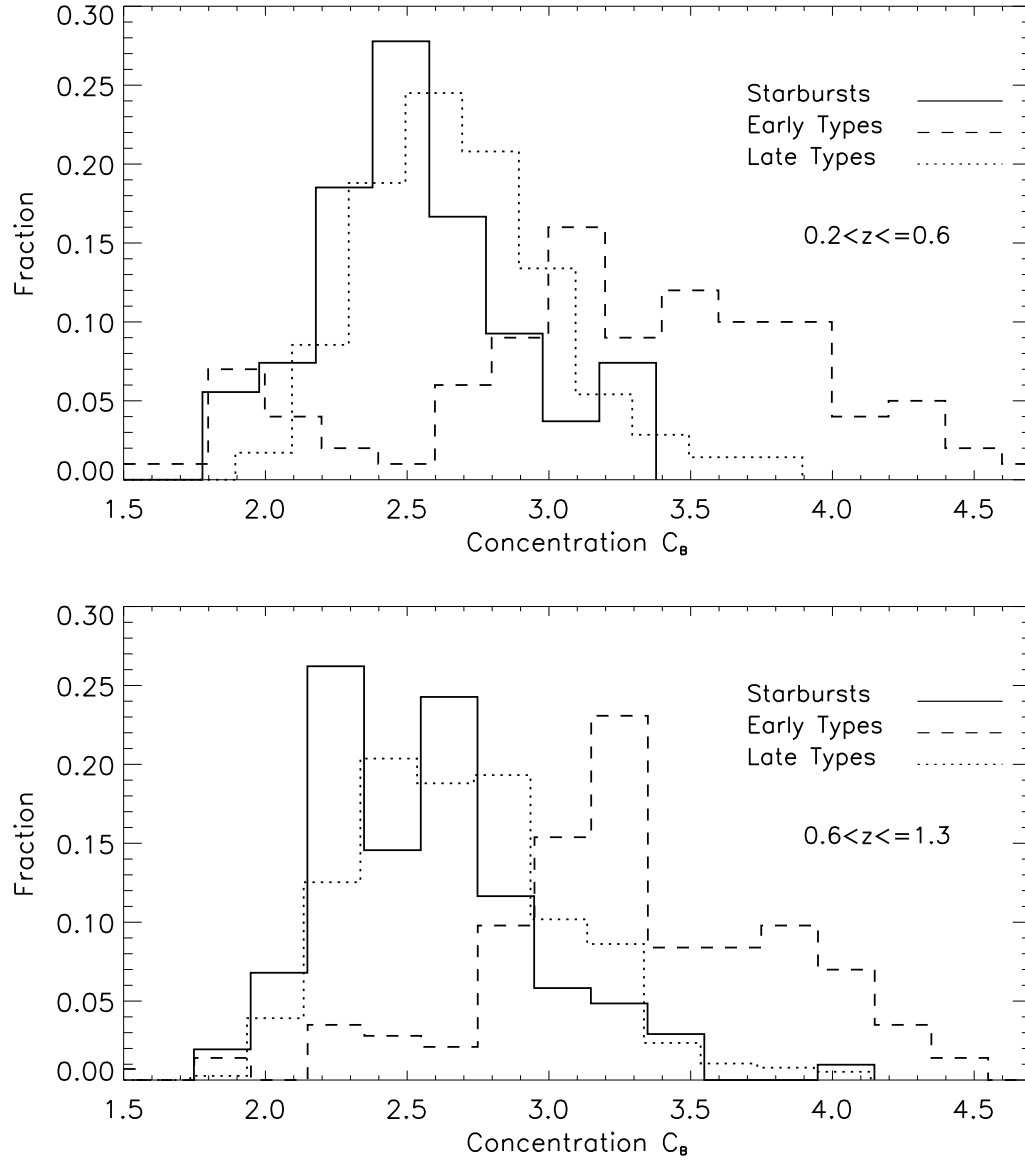 0.30
0.25
0.20
0.15
0.10
0.05
0.00
Fraction
Starbursts
Early Types
Late Types
0.2<z<=0.6
1.5 2.0 2.5 3.0 3.5 4.0 4.5
Concentration C_B
0.30
0.25
0.20
0.15
0.10
0.05
0.00
Fraction
Starbursts
Early Types
Late Types
0.6<z<=1.3
1.5 2.0 2.5 3.0 3.5 4.0 4.5
Concentration C_B